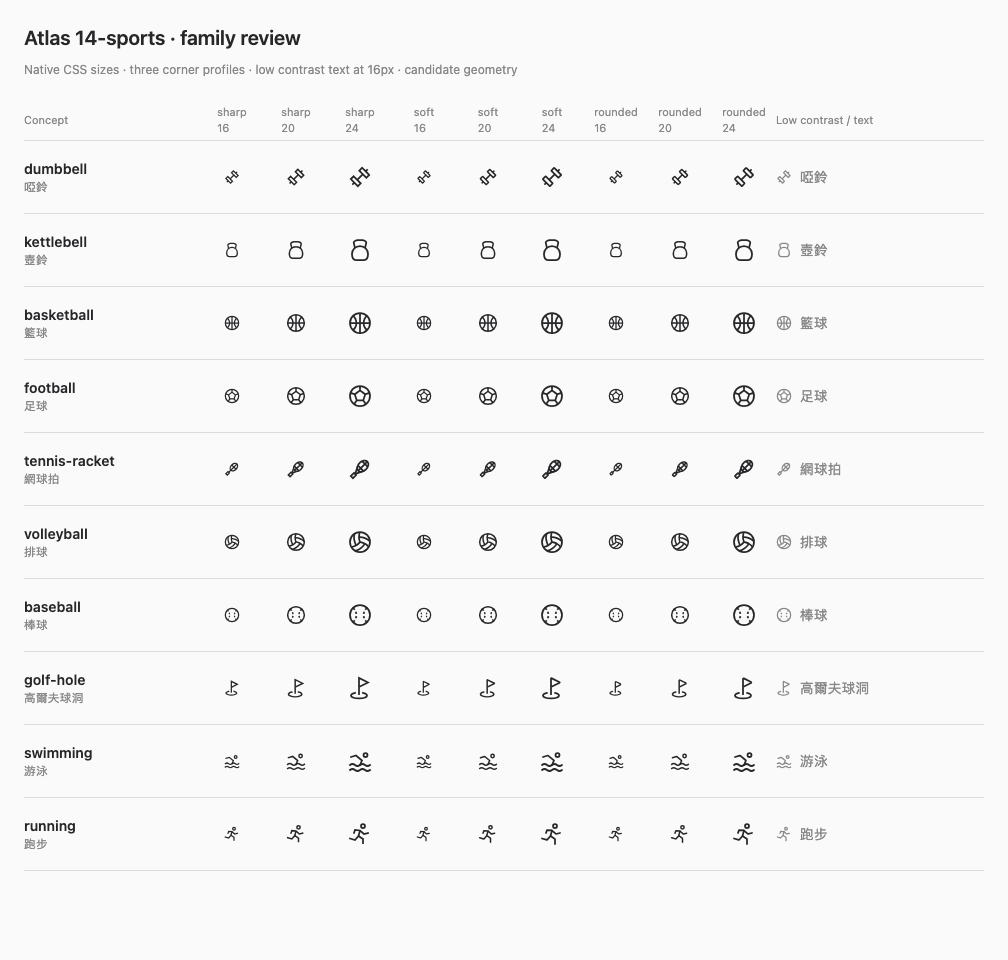 Atlas 14-sports · family review
Native CSS sizes · three corner profiles · low contrast text at 16px · candidate geometry
Concept sharp 16 sharp 20 sharp 24 soft 16 soft 20 soft 24 rounded 16 rounded 20 rounded 24 Low contrast / text
dumbbell
啞鈴 啞鈴
kettlebell
壺鈴 壺鈴
basketball
籃球 籃球
football
足球 足球
tennis-racket
網球拍 網球拍
volleyball
排球 排球
baseball
棒球 棒球
golf-hole
高爾夫球洞 高爾夫球洞
swimming
游泳 游泳
running
跑步 跑步